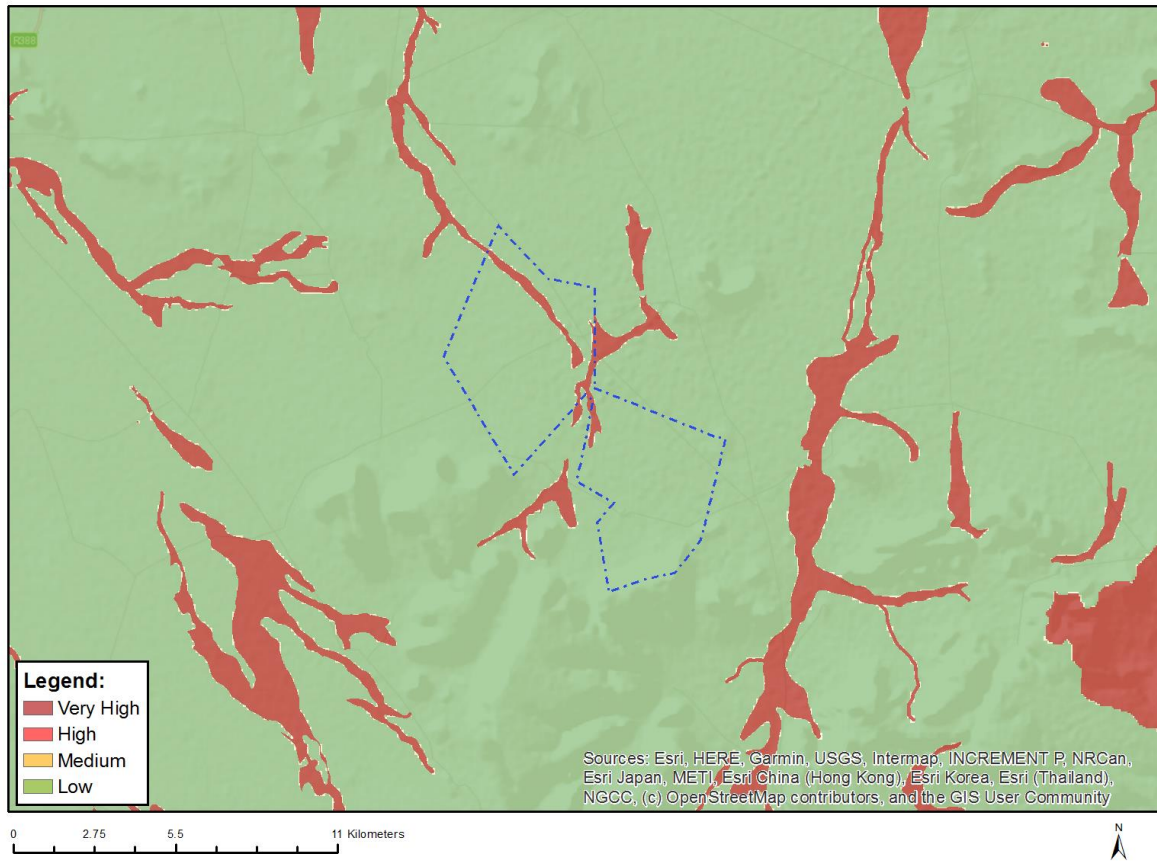 R388
Legend:
Very High
High
Medium
Low
Sources: Esri, HERE, Garmin, USGS, Intermap, INCREMENT P, NRCan,
Esri Japan, METI, Esri China (Hong Kong), Esri Korea, Esri (Thailand),
NGCC, (c) OpenStreetMap contributors, and the GIS User Community
0 2.75 5.5 11 Kilometers
N